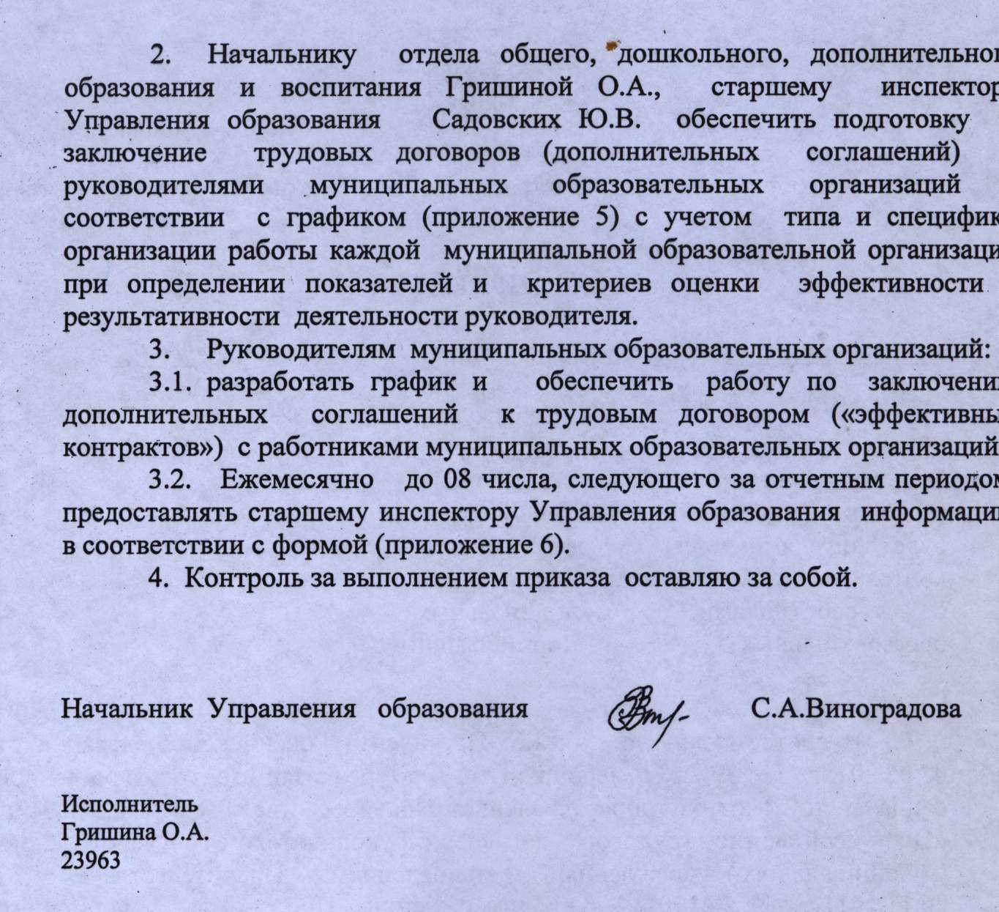 2. Начальнику отдела общего, дошкольного, дополнительног
образования и воспитания Гришиной О.А., старшему инспектор
Управления образования Садовских Ю.В. обеспечить подготовку
заключение трудовых договоров (дополнительных соглашений)
руководителями муниципальных образовательных организаций
соответствии с графиком (приложение 5) с учетом типа и специфик
организации работы каждой муниципальной образовательной организаци
при определении показателей и критериев оценки эффективности
результативности деятельности руководителя.
3. Руководителям муниципальных образовательных организаций:
3.1. разработать график и обеспечить работу по заключени
дополнительных соглашений к трудовым договором («эффективны
контрактов») с работниками муниципальных образовательных организаций
3.2. Ежемесячно до 08 числа, следующего за отчетным периодом
предоставлять старшему инспектору Управления образования информаци
в соответствии с формой (приложение 6).
4. Контроль за выполнением приказа оставляю за собой.
Начальник Управления образования С.А.Виноградова
Исполнитель
Гришина О.А.
23963